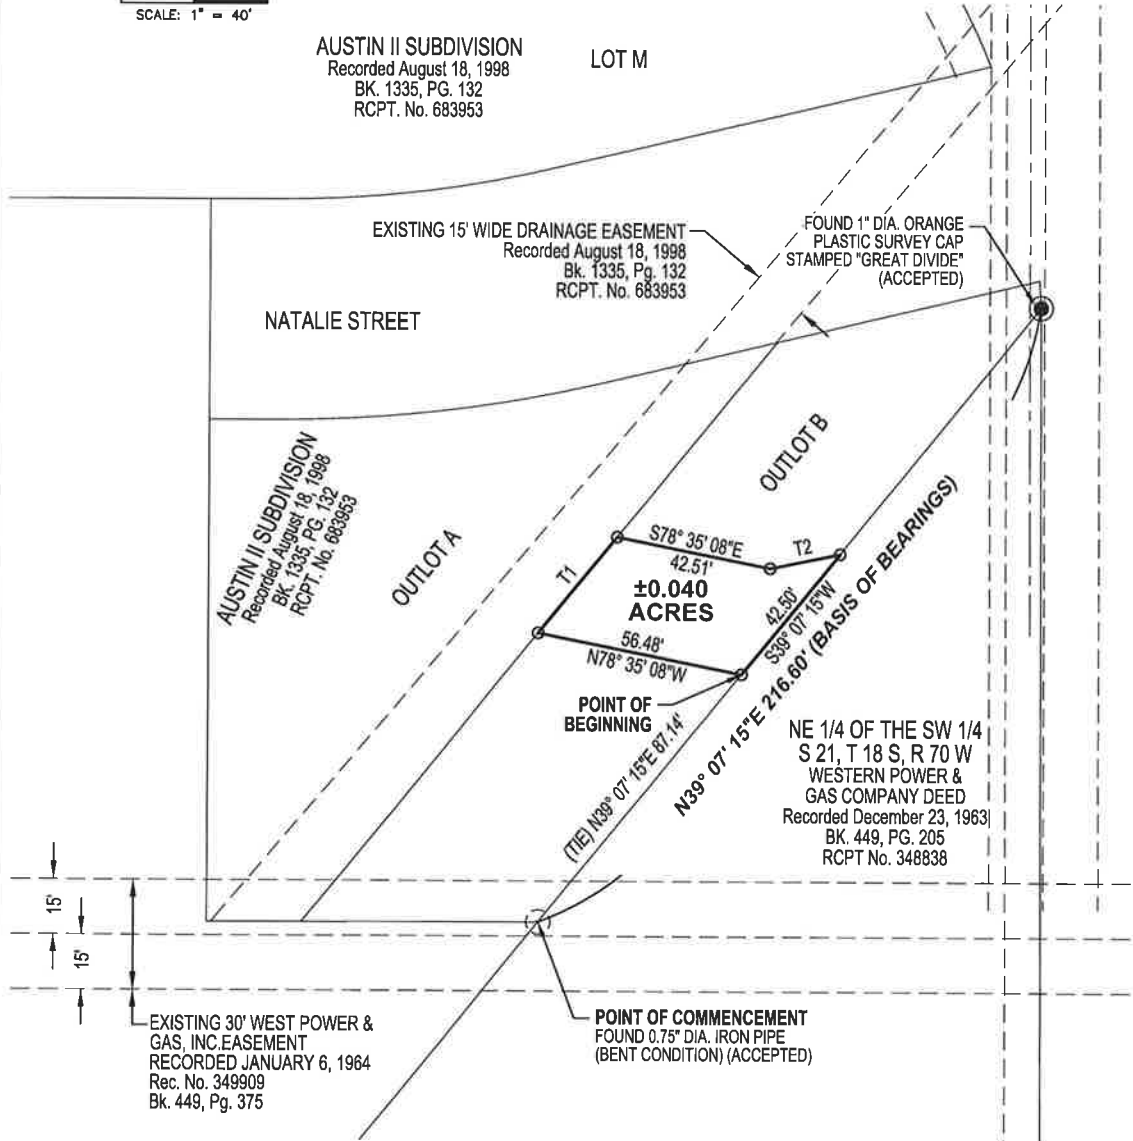 SCALE: 1" = 40'
AUSTIN II SUBDIVISION
Recorded August 18, 1998
BK. 1335, PG. 132
RCPT. No. 683953
LOT M
EXISTING 15' WIDE DRAINAGE EASEMENT
Recorded August 18, 1998
Bk. 1335, Pg. 132
RCPT. No. 683953
FOUND 1" DIA. ORANGE
PLASTIC SURVEY CAP
STAMPED "GREAT DIVIDE"
(ACCEPTED)
NATALIE STREET
AUSTIN II SUBDIVISION
Recorded August 18, 1998
BK. 1335, PG. 132
RCPT. No. 683953
OUTLOT A
OUTLOT B
S78° 35' 08"E
42.51'
T2
T1
±0.040
ACRES
42.50'
S39° 07' 15"W
56.48'
N78° 35' 08"W
POINT OF
BEGINNING
(TIE) N39° 07' 15"E 87.14'
N39° 07' 15"E 216.60' (BASIS OF BEARINGS)
NE 1/4 OF THE SW 1/4
S 21, T 18 S, R 70 W
WESTERN POWER &
GAS COMPANY DEED
Recorded December 23, 1963
BK. 449, PG. 205
RCPT No. 348838
15'
15'
EXISTING 30' WEST POWER &
GAS, INC.EASEMENT
RECORDED JANUARY 6, 1964
Rec. No. 349909
Bk. 449, Pg. 375
POINT OF COMMENCEMENT
FOUND 0.75" DIA. IRON PIPE
(BENT CONDITION) (ACCEPTED)